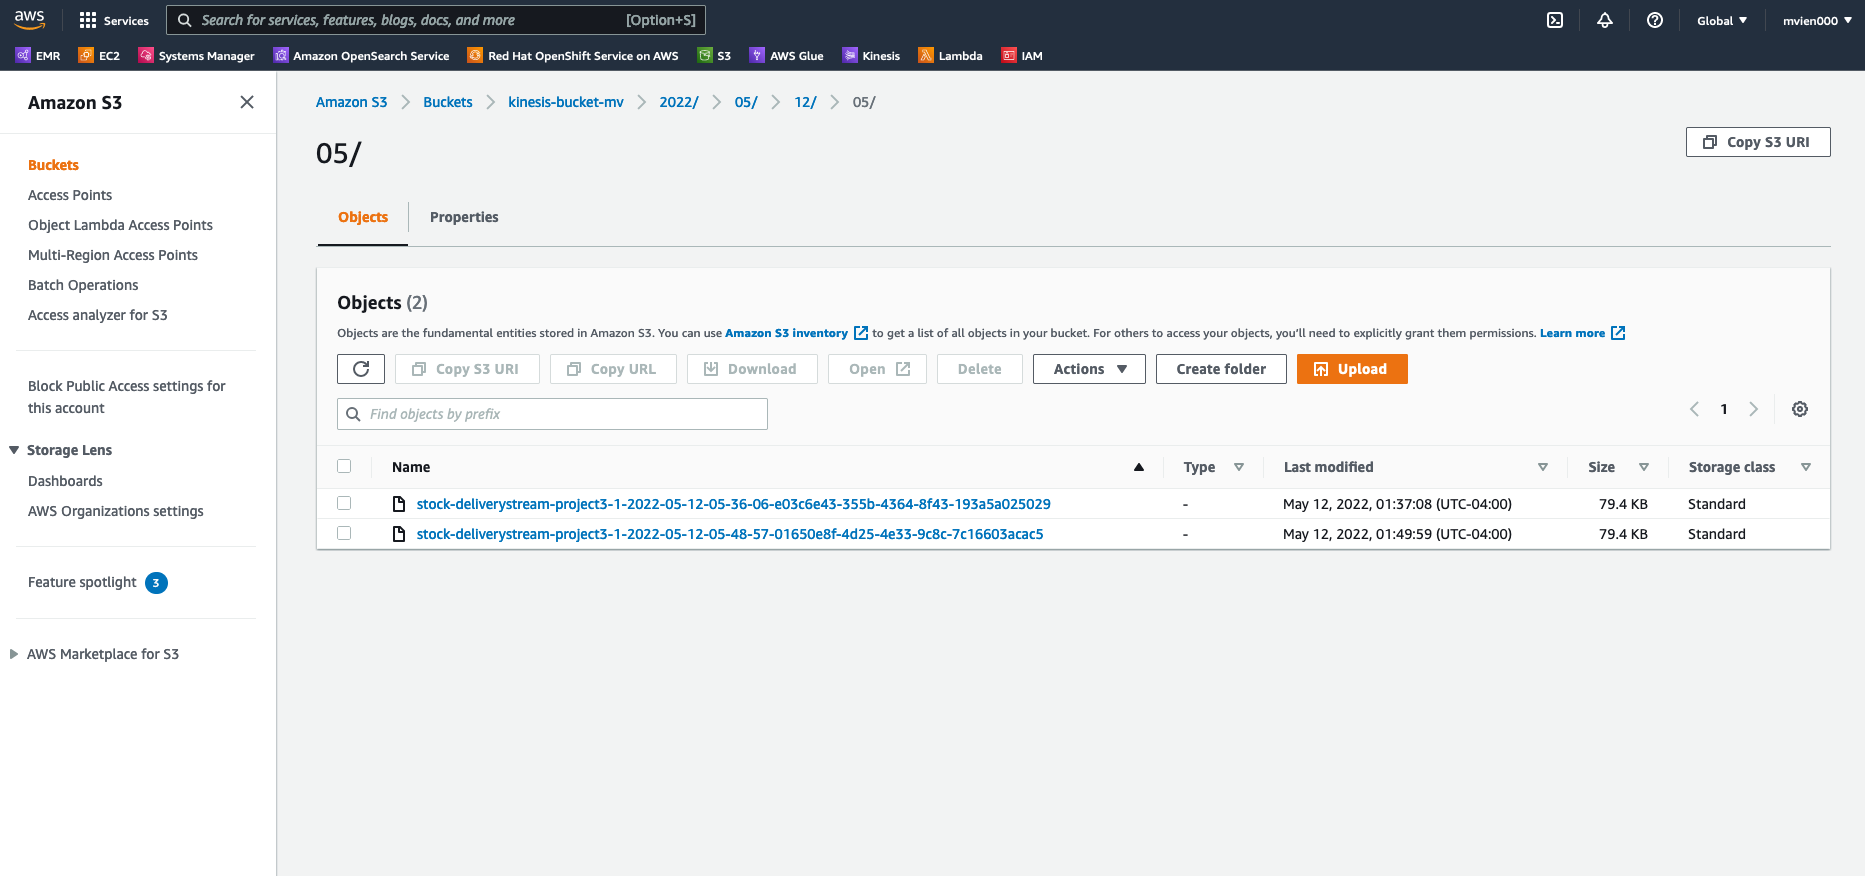 aws Services Search for services, features, blogs, docs, and more [Option+S] Global ▼ mvien000 ▼
EMR EC2 Systems Manager Amazon OpenSearch Service Red Hat OpenShift Service on AWS S3 AWS Glue Kinesis Lambda IAM
Amazon S3
Buckets
Access Points
Object Lambda Access Points
Multi-Region Access Points
Batch Operations
Access analyzer for S3
Block Public Access settings for
this account
Storage Lens
Dashboards
AWS Organizations settings
Feature spotlight 3
AWS Marketplace for S3
Amazon S3 > Buckets > kinesis-bucket-mv > 2022/ > 05/ > 12/ > 05/
05/
Copy S3 URI
Objects Properties
Objects (2)
Objects are the fundamental entities stored in Amazon S3. You can use Amazon S3 inventory to get a list of all objects in your bucket. For others to access your objects, you'll need to explicitly grant them permissions. Learn more
Copy S3 URI Copy URL Download Open Delete Actions ▼ Create folder Upload
Find objects by prefix
1
Name Type Last modified Size Storage class
stock-deliverystream-project3-1-2022-05-12-05-36-06-e03c6e43-355b-4364-8f43-193a5a025029 - May 12, 2022, 01:37:08 (UTC-04:00) 79.4 KB Standard
stock-deliverystream-project3-1-2022-05-12-05-48-57-01650e8f-4d25-4e33-9c8c-7c16603acac5 - May 12, 2022, 01:49:59 (UTC-04:00) 79.4 KB Standard